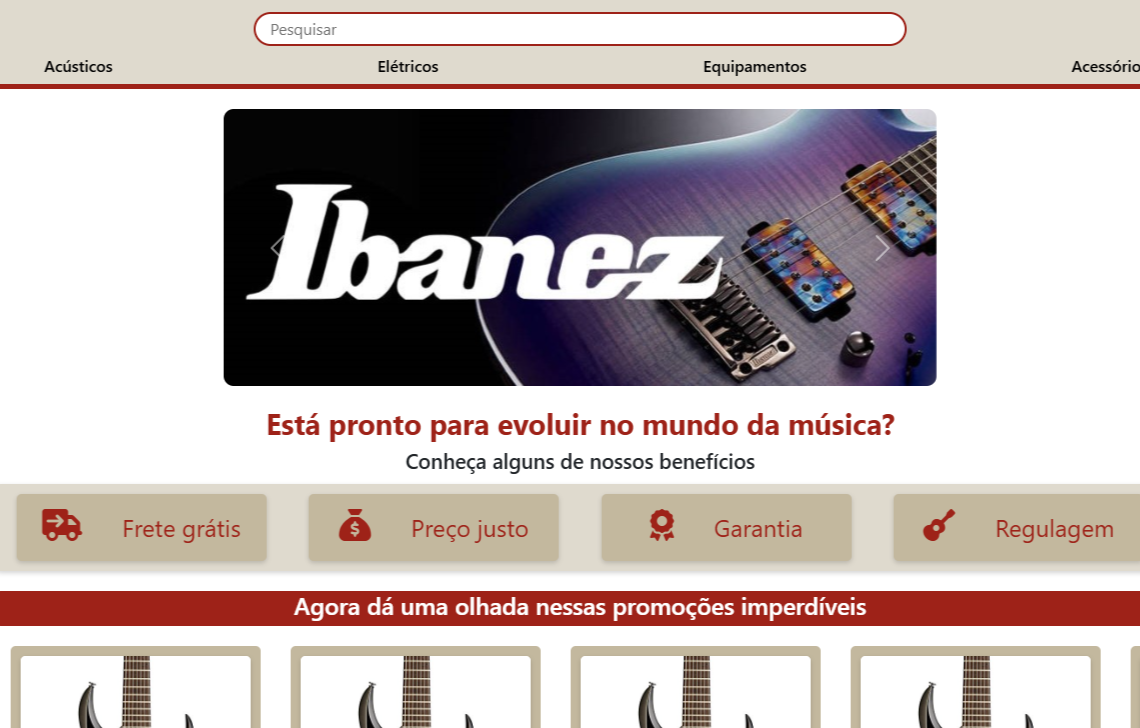 Pesquisar
Acústicos Elétricos Equipamentos Acessório
Ibanez
Está pronto para evoluir no mundo da música?
Conheça alguns de nossos benefícios
Frete grátis Preço justo Garantia Regulagem
Agora dá uma olhada nessas promoções imperdíveis